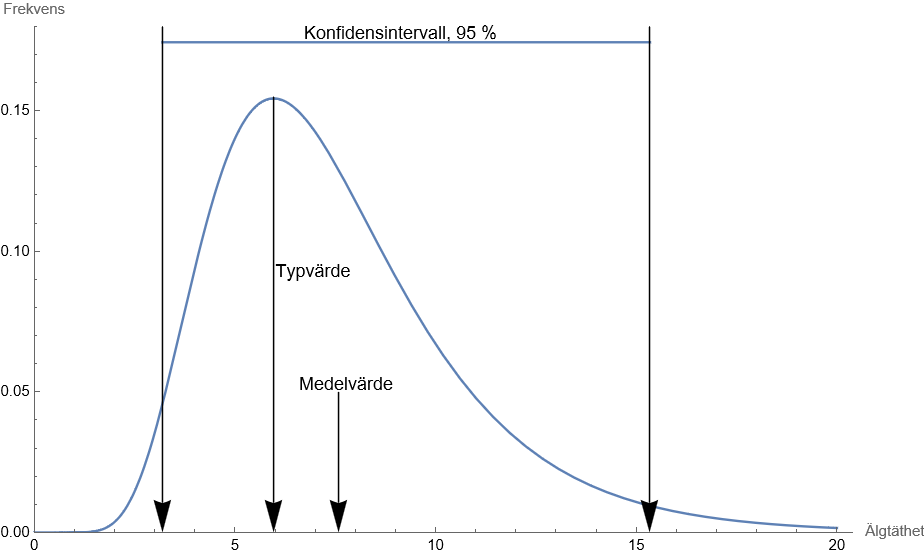 Frekvens
Konfidensintervall, 95 %
0.15
0.10
Typvärde
Medelvärde
0.05
0.00
0
5
10
15
20
Älgtäthet